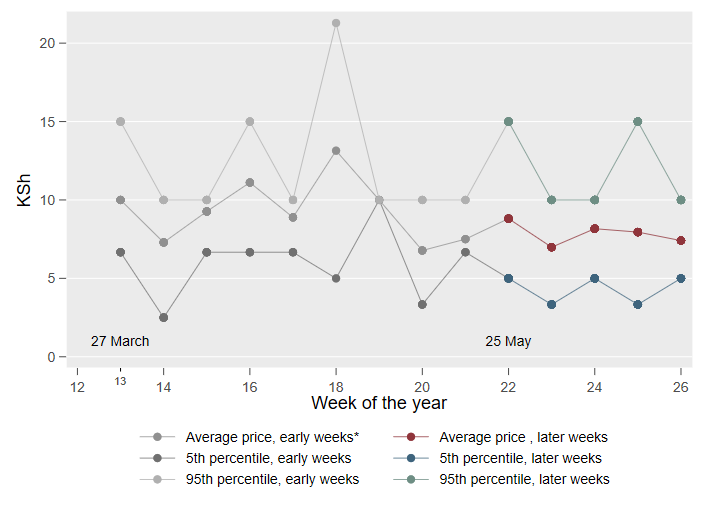 KSh
20
15
10
5
0
27 March
25 May
12
13
14
16
18
20
22
24
26
Week of the year
Average price, early weeks*
Average price , later weeks
5th percentile, early weeks
5th percentile, later weeks
95th percentile, early weeks
95th percentile, later weeks